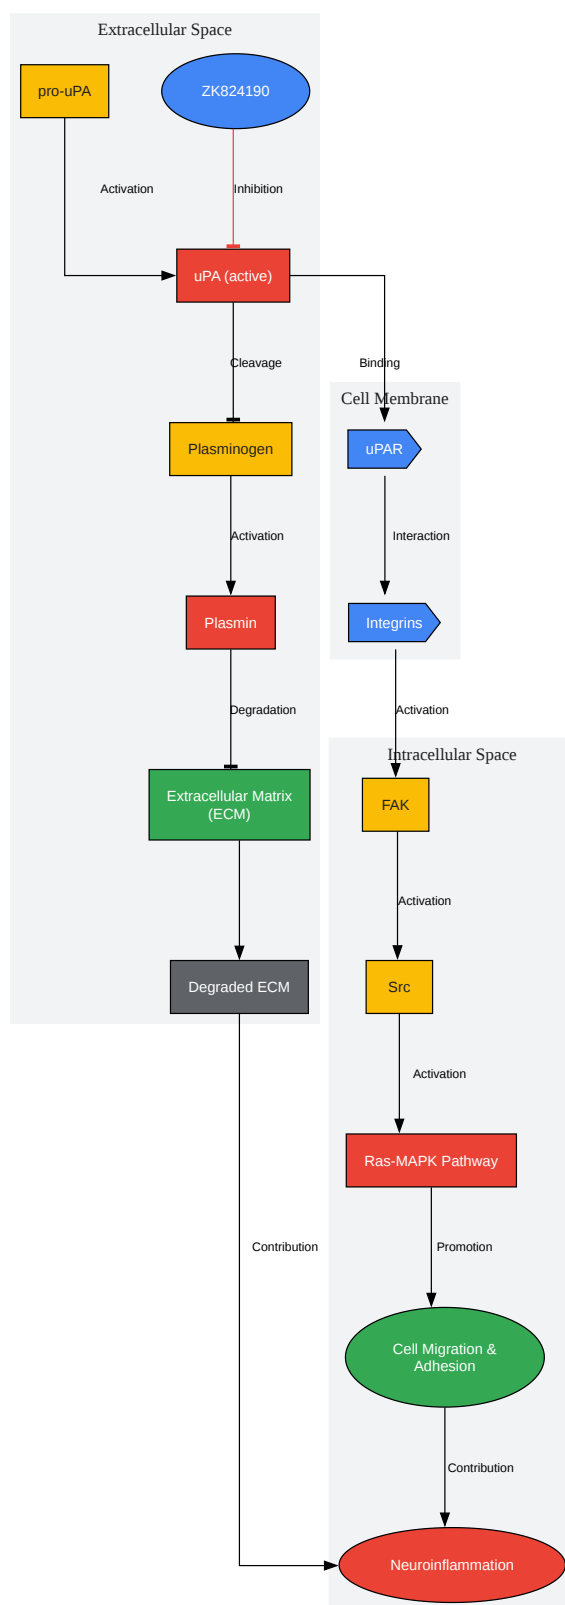 Extracellular Space
pro-uPA
ZK824190
Activation
Inhibition
uPA (active)
Cleavage
Binding
Cell Membrane
Plasminogen
uPAR
Activation
Interaction
Plasmin
Integrins
Degradation
Activation
Intracellular Space
Extracellular Matrix
(ECM)
FAK
Activation
Degraded ECM
Src
Activation
Ras-MAPK Pathway
Contribution
Promotion
Cell Migration &
Adhesion
Contribution
Neuroinflammation